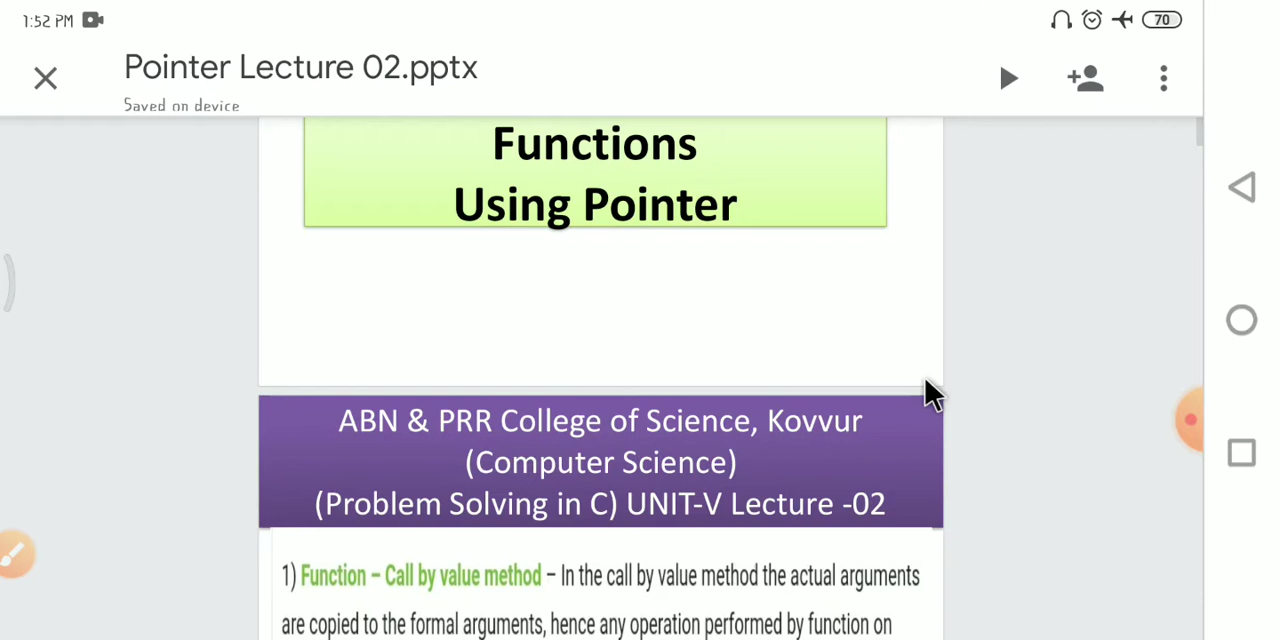 1:52 PM
70
Pointer Lecture 02.pptx
Saved on device
Functions
Using Pointer
ABN & PRR College of Science, Kovvur
(Computer Science)
(Problem Solving in C) UNIT-V Lecture -02
1) Function – Call by value method – In the call by value method the actual arguments
are copied to the formal arguments, hence any operation performed by function on